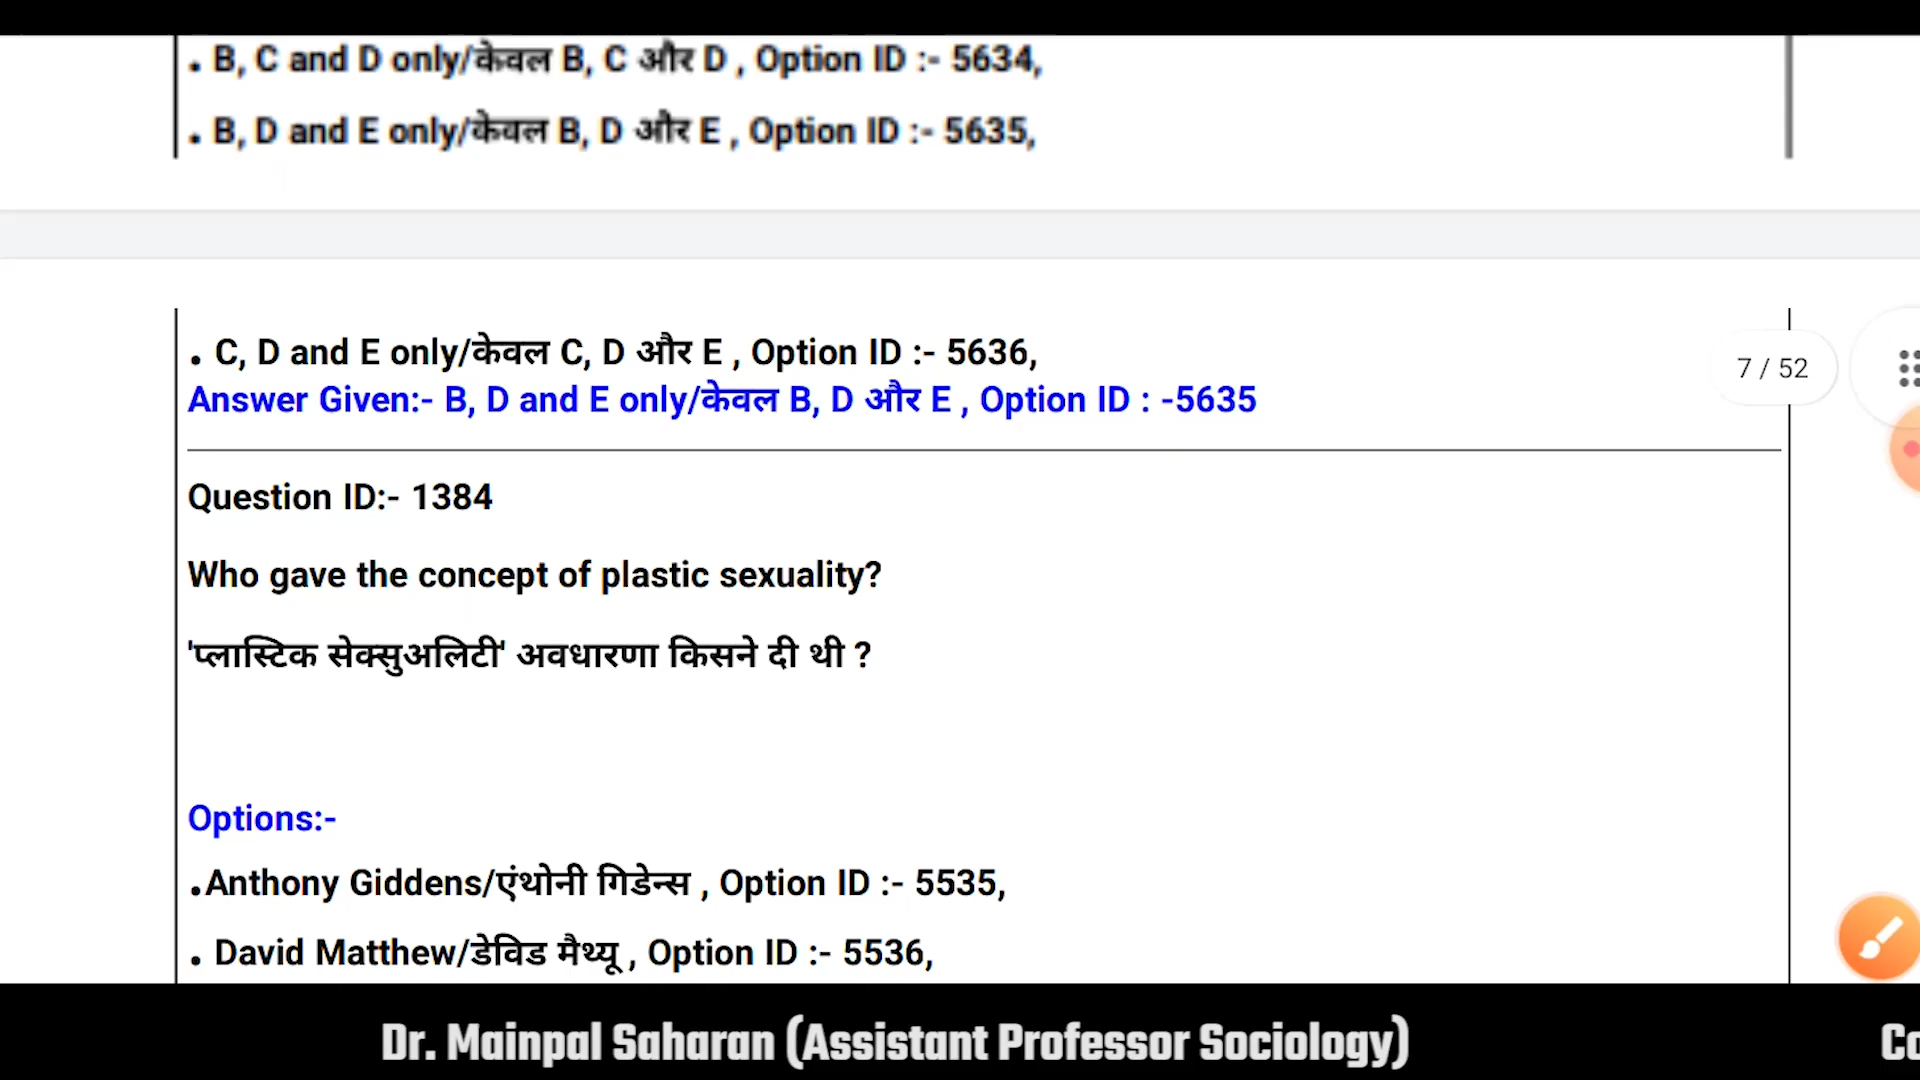 . B, C and D only/केवल B, C और D , Option ID :- 5634,
. B, D and E only/केवल B, D और E , Option ID :- 5635,
. C, D and E only/केवल C, D और E , Option ID :- 5636,
7 / 52
Answer Given:- B, D and E only/केवल B, D और E , Option ID : -5635
Question ID:- 1384
Who gave the concept of plastic sexuality?
'प्लास्टिक सेक्सुअलिटी' अवधारणा किसने दी थी ?
Options:-
.Anthony Giddens/एंथोनी गिडेन्स , Option ID :- 5535,
. David Matthew/डेविड मैथ्यू , Option ID :- 5536,
Dr. Mainpal Saharan (Assistant Professor Sociology)